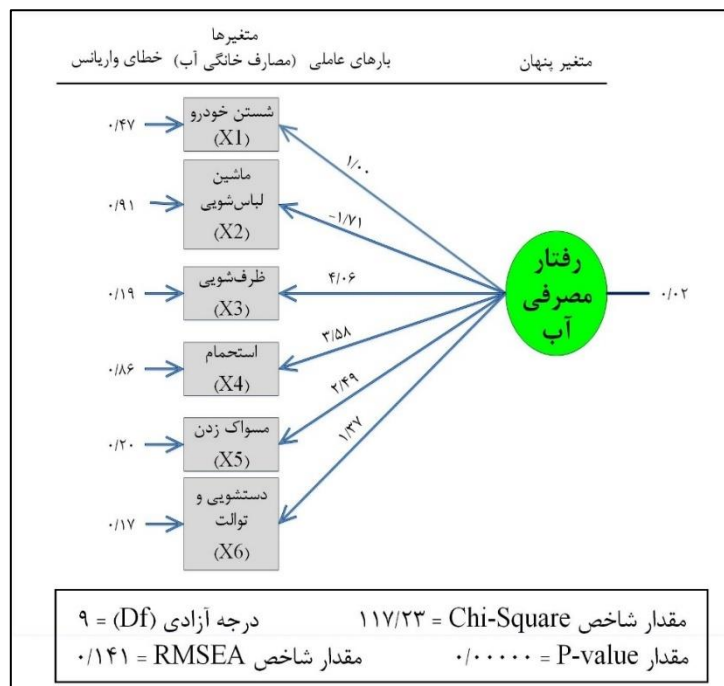 متغیر پنهان
بارهای عاملی
متغیرها
(مصارف خانگی آب)
خطای واریانس
شستن خودرو
(X1)
۰/۴۷
۱/۰۰
ماشین
لباس‌شویی
(X2)
۰/۹۱
-۱/۷۱
ظرف‌شویی
(X3)
۰/۱۹
۴/۰۶
استحمام
(X4)
۰/۸۶
۳/۵۸
مسواک زدن
(X5)
۰/۲۰
۲/۴۹
دستشویی و
توالت
(X6)
۰/۱۷
۱/۳۷
رفتار
مصرفی
آب
۰/۰۲
مقدار شاخص Chi-Square = ۱۱۷/۲۳ درجه آزادی (Df) = ۹
مقدار P-value = ۰/۰۰۰۰۰ مقدار شاخص RMSEA = ۰/۱۴۱